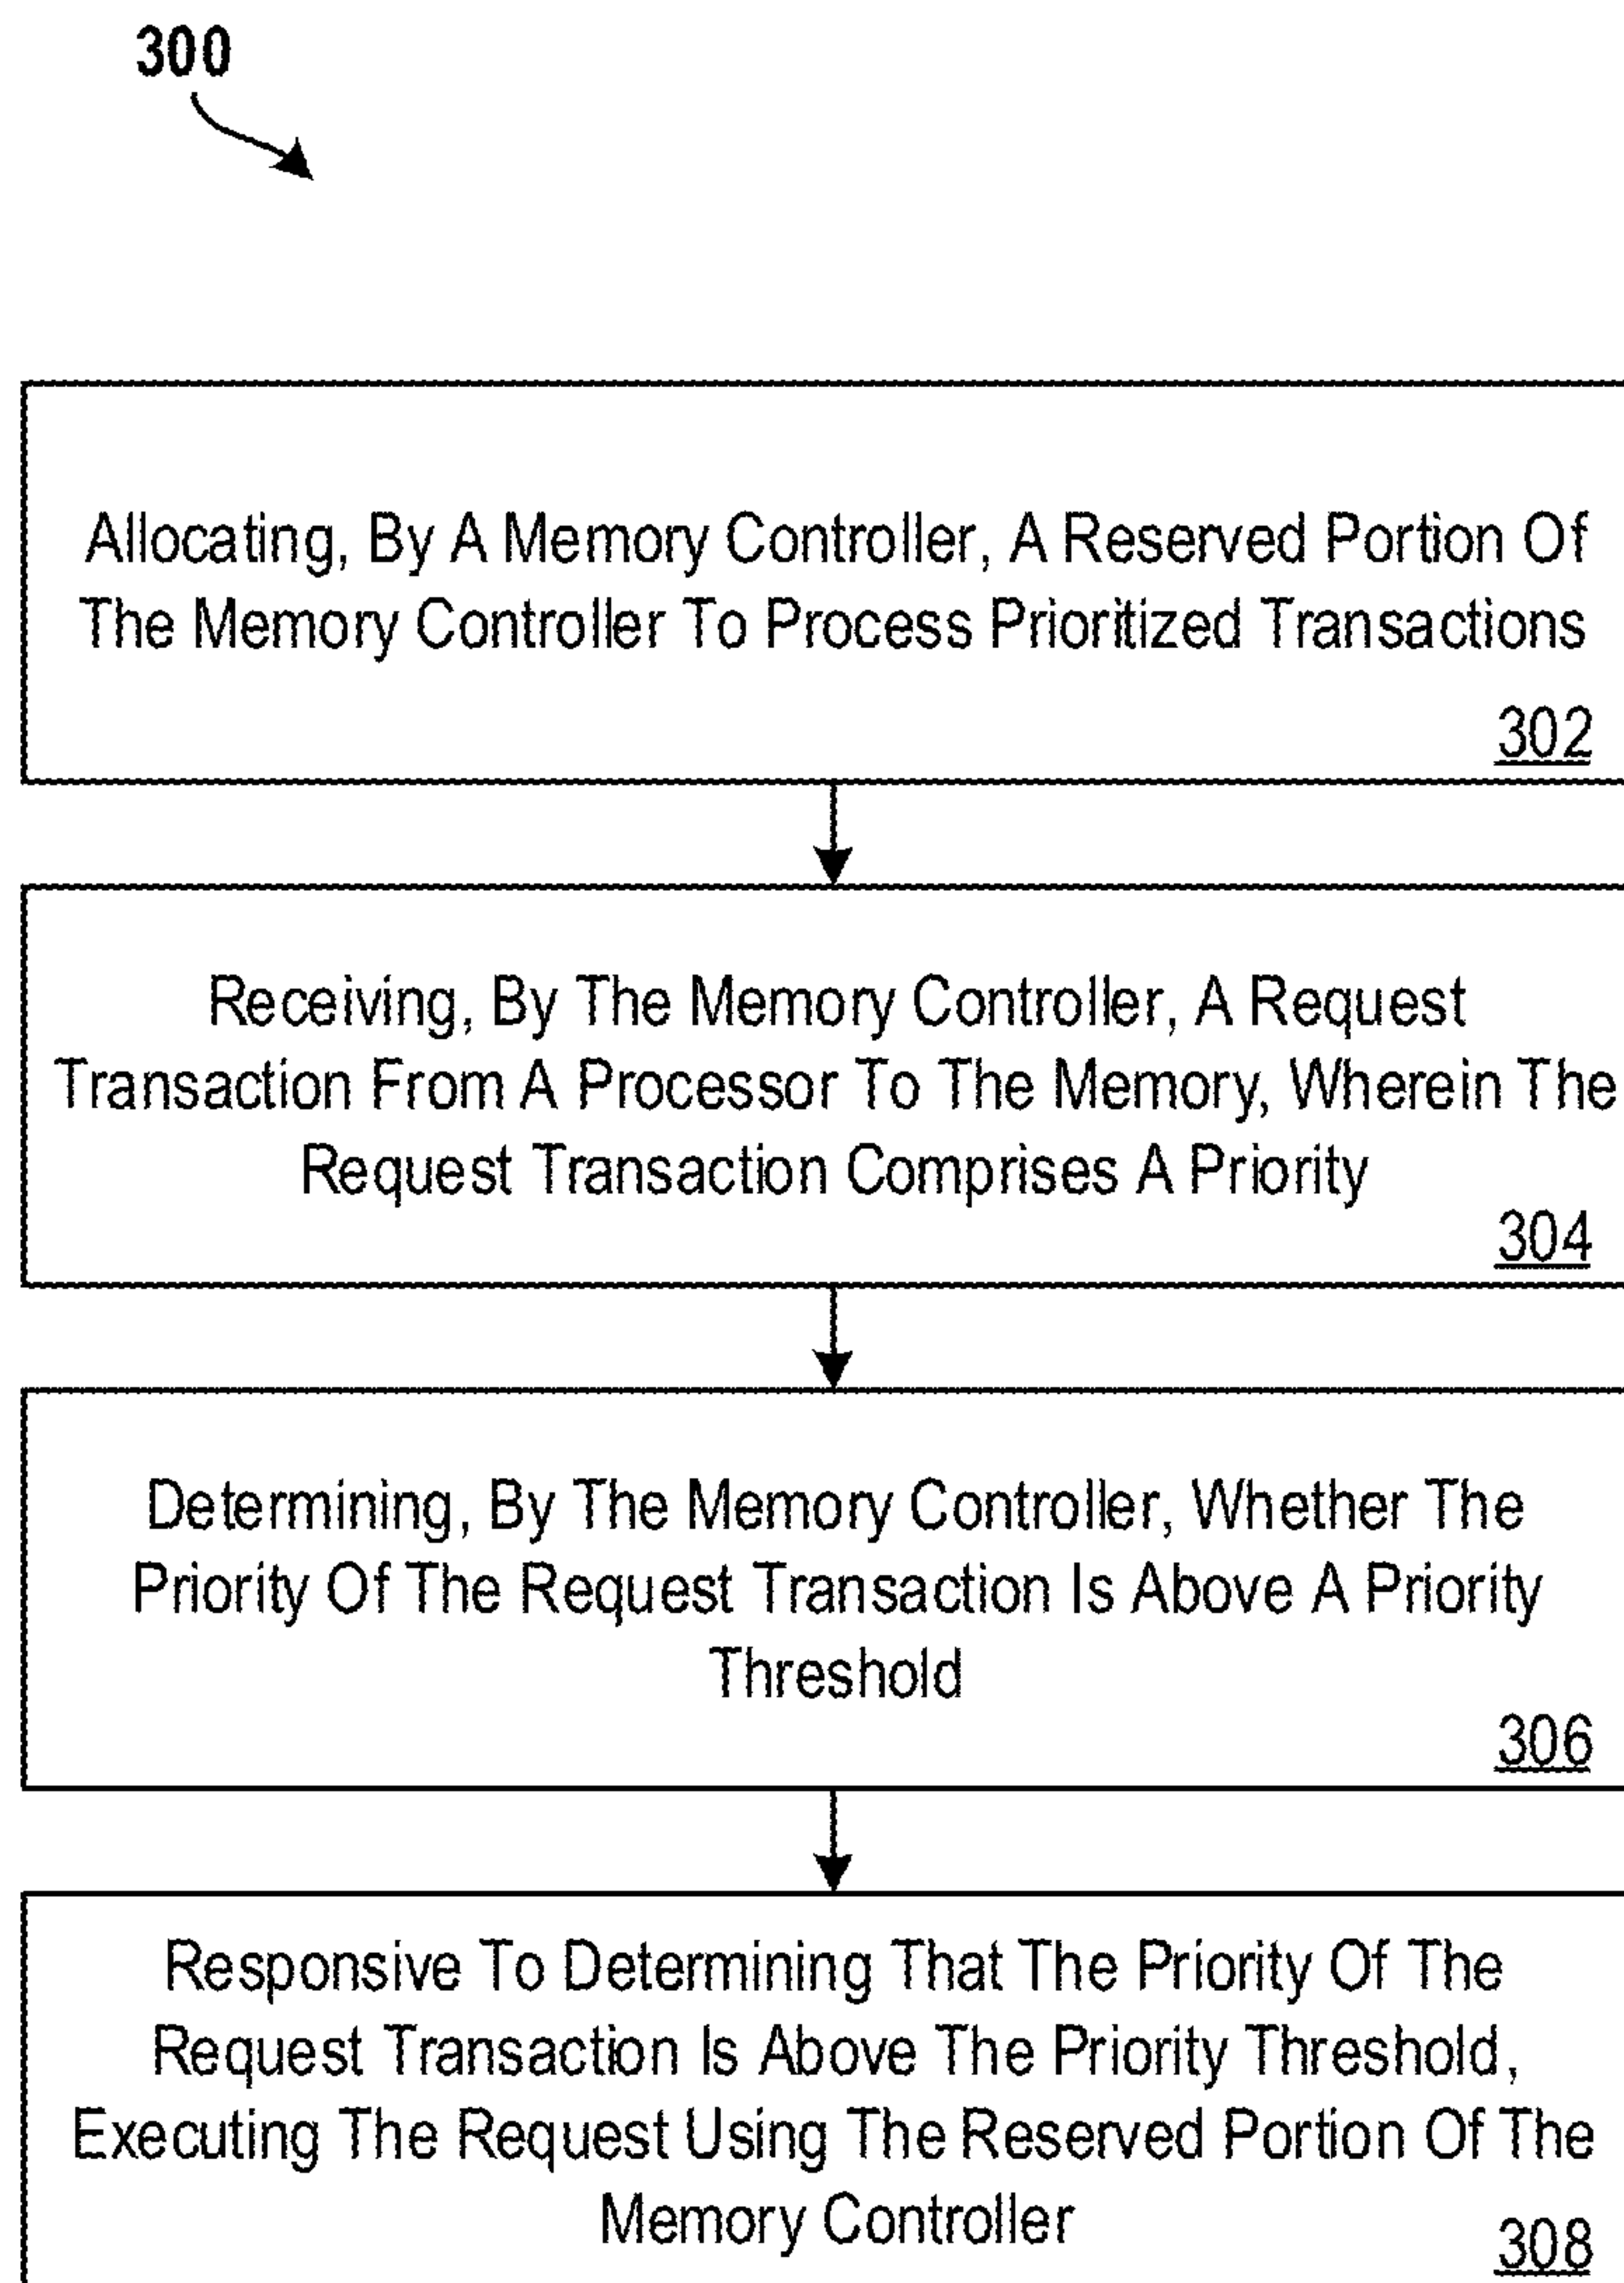 300
Allocating, By A Memory Controller, A Reserved Portion Of
The Memory Controller To Process Prioritized Transactions
302
Receiving, By The Memory Controller, A Request
Transaction From A Processor To The Memory, Wherein The
Request Transaction Comprises A Priority
304
Determining, By The Memory Controller, Whether The
Priority Of The Request Transaction Is Above A Priority
Threshold
306
Responsive To Determining That The Priority Of The
Request Transaction Is Above The Priority Threshold,
Executing The Request Using The Reserved Portion Of The
Memory Controller
308